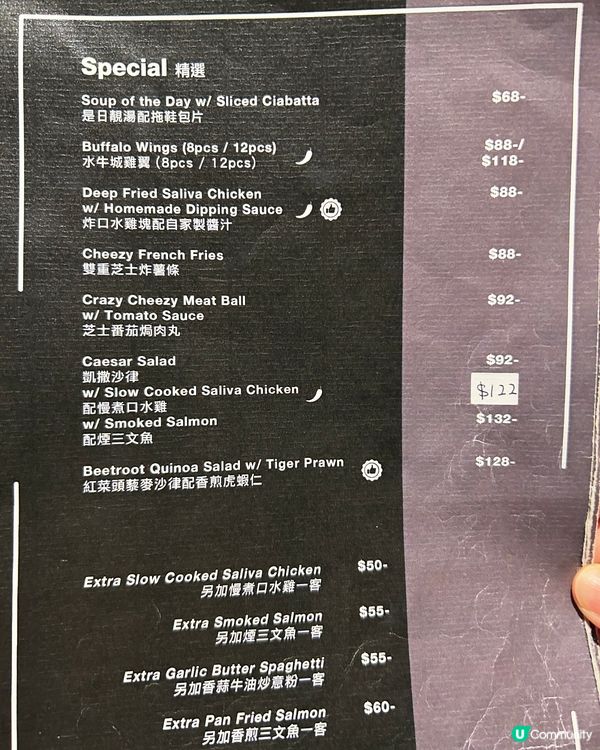 Special 精選
Soup of the Day w/ Sliced Ciabatta $68-
是日靚湯配拖鞋包片
Buffalo Wings (8pcs / 12pcs) $88-/
水牛城雞翼 (8pcs / 12pcs) $118-
Deep Fried Saliva Chicken $88-
w/ Homemade Dipping Sauce
炸口水雞塊配自家製醬汁
Cheezy French Fries $88-
雙重芝士炸薯條
Crazy Cheezy Meat Ball $92-
w/ Tomato Sauce
芝士番茄焗肉丸
Caesar Salad $92-
凱撒沙律
w/ Slow Cooked Saliva Chicken $122
配慢煮口水雞
w/ Smoked Salmon $132-
配煙三文魚
Beetroot Quinoa Salad w/ Tiger Prawn $128-
紅菜頭藜麥沙律配香煎虎蝦仁
Extra Slow Cooked Saliva Chicken $50-
另加慢煮口水雞一客
Extra Smoked Salmon $55-
另加煙三文魚一客
Extra Garlic Butter Spaghetti $55-
另加香蒜牛油炒意粉一客
Extra Pan Fried Salmon $60-
另加香煎三文魚一客
U Community